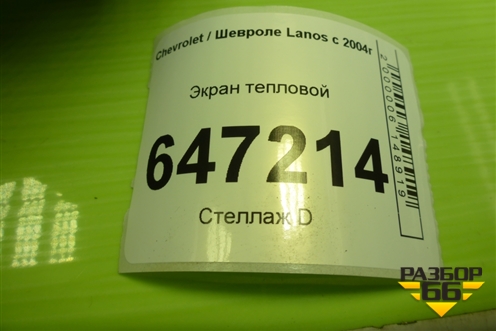 Chevrolet / Шевроле Lanos с 2004г
Экран тепловой
647214
Стеллаж D
2000006148919
РАЗБОР
66